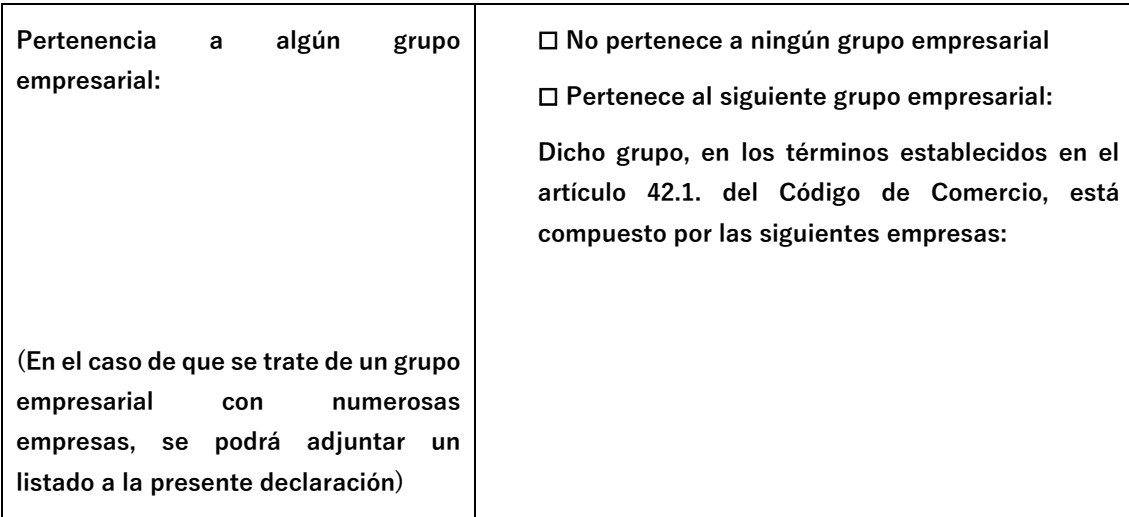 Pertenencia a algún grupo
empresarial:
(En el caso de que se trate de un grupo
empresarial con numerosas
empresas, se podrá adjuntar un
listado a la presente declaración)
☐ No pertenece a ningún grupo empresarial
☐ Pertenece al siguiente grupo empresarial:
Dicho grupo, en los términos establecidos en el
artículo 42.1. del Código de Comercio, está
compuesto por las siguientes empresas: